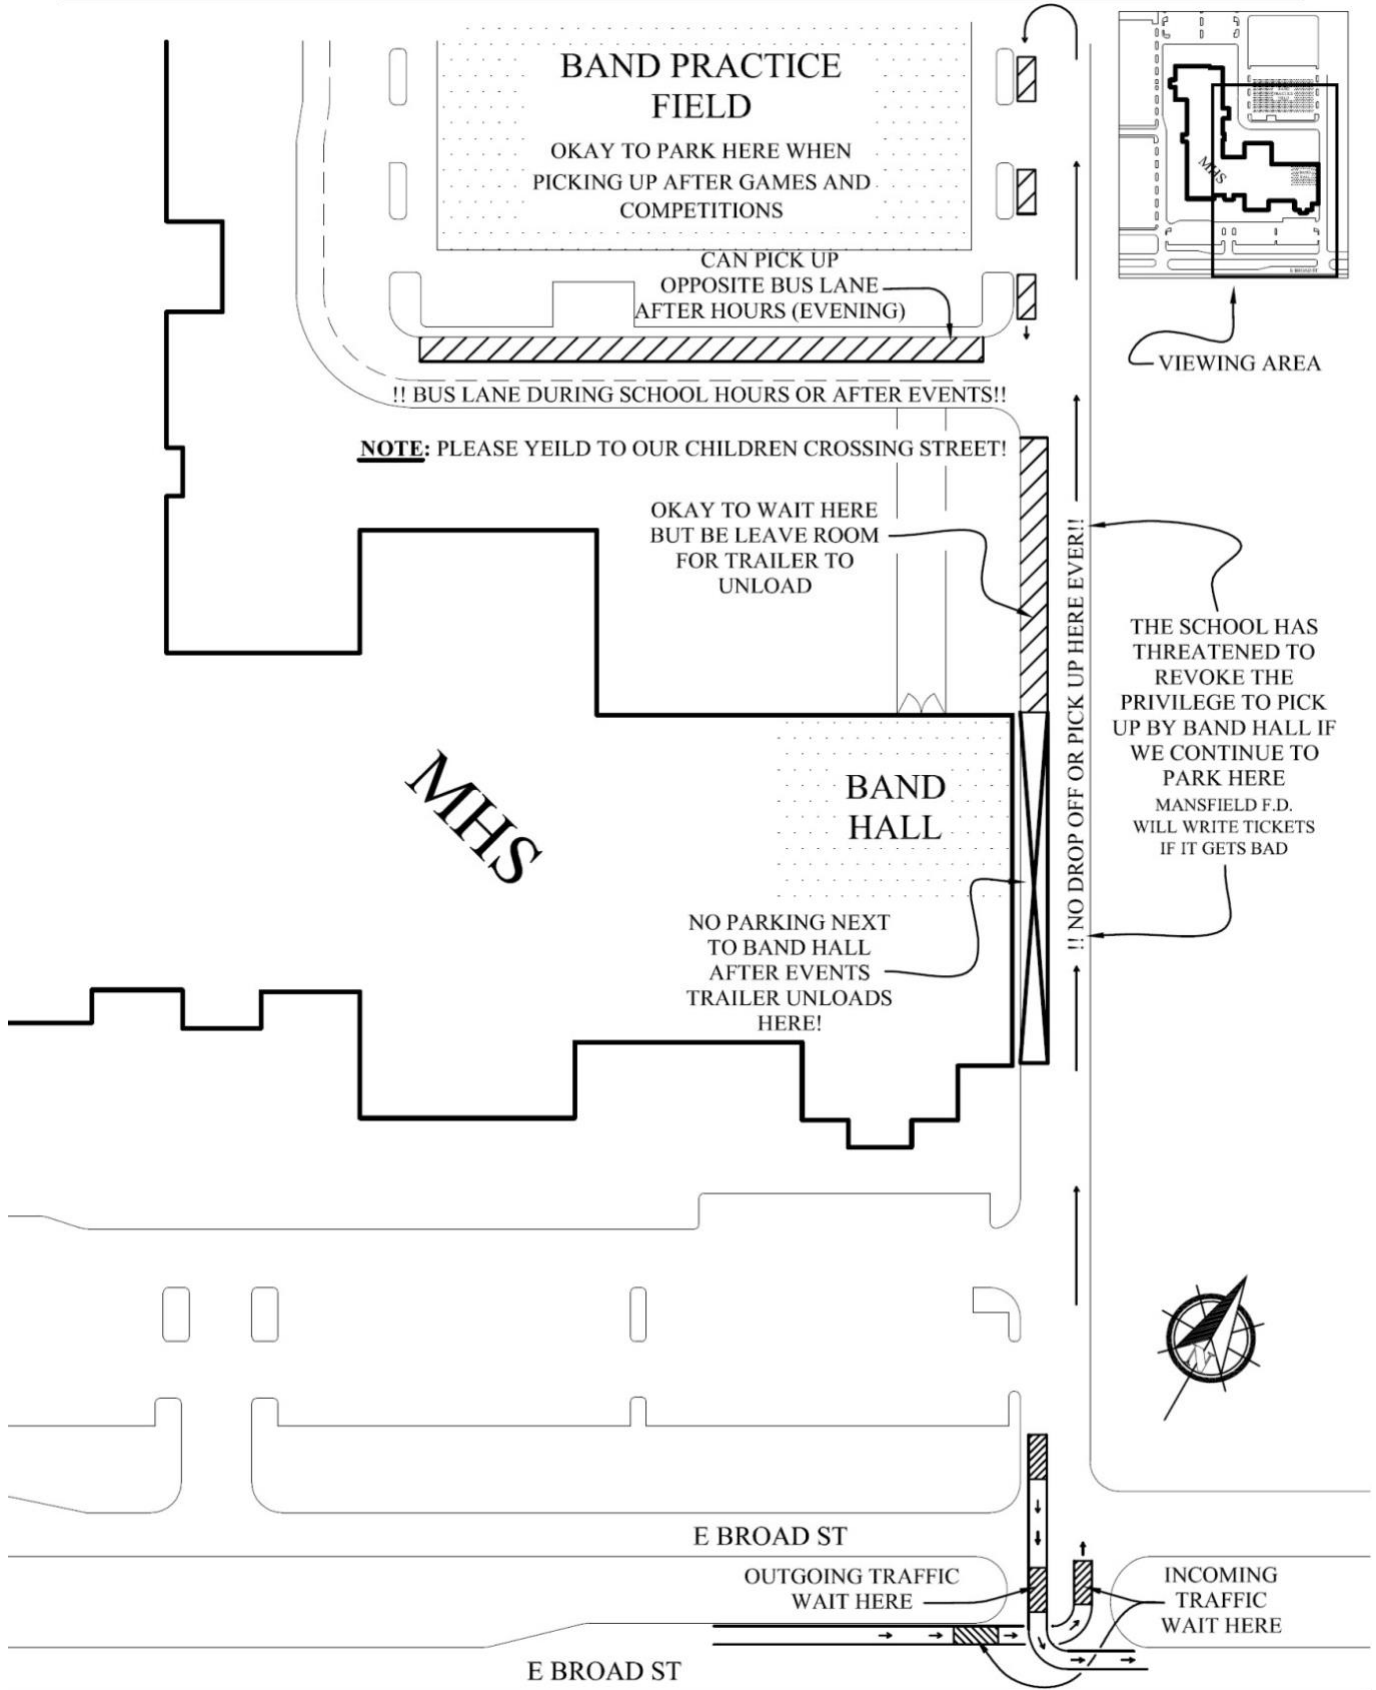 BAND PRACTICE
FIELD
OKAY TO PARK HERE WHEN
PICKING UP AFTER GAMES AND
COMPETITIONS
CAN PICK UP
OPPOSITE BUS LANE
AFTER HOURS (EVENING)
MHS
VIEWING AREA
!! BUS LANE DURING SCHOOL HOURS OR AFTER EVENTS!!
NOTE: PLEASE YEILD TO OUR CHILDREN CROSSING STREET!
OKAY TO WAIT HERE
BUT BE LEAVE ROOM
FOR TRAILER TO
UNLOAD
!! NO DROP OFF OR PICK UP HERE EVER!!
THE SCHOOL HAS
THREATENED TO
REVOKE THE
PRIVILEGE TO PICK
UP BY BAND HALL IF
WE CONTINUE TO
PARK HERE
MANSFIELD F.D.
WILL WRITE TICKETS
IF IT GETS BAD
MHS
BAND
HALL
NO PARKING NEXT
TO BAND HALL
AFTER EVENTS
TRAILER UNLOADS
HERE!
N
E BROAD ST
OUTGOING TRAFFIC
WAIT HERE
INCOMING
TRAFFIC
WAIT HERE
E BROAD ST